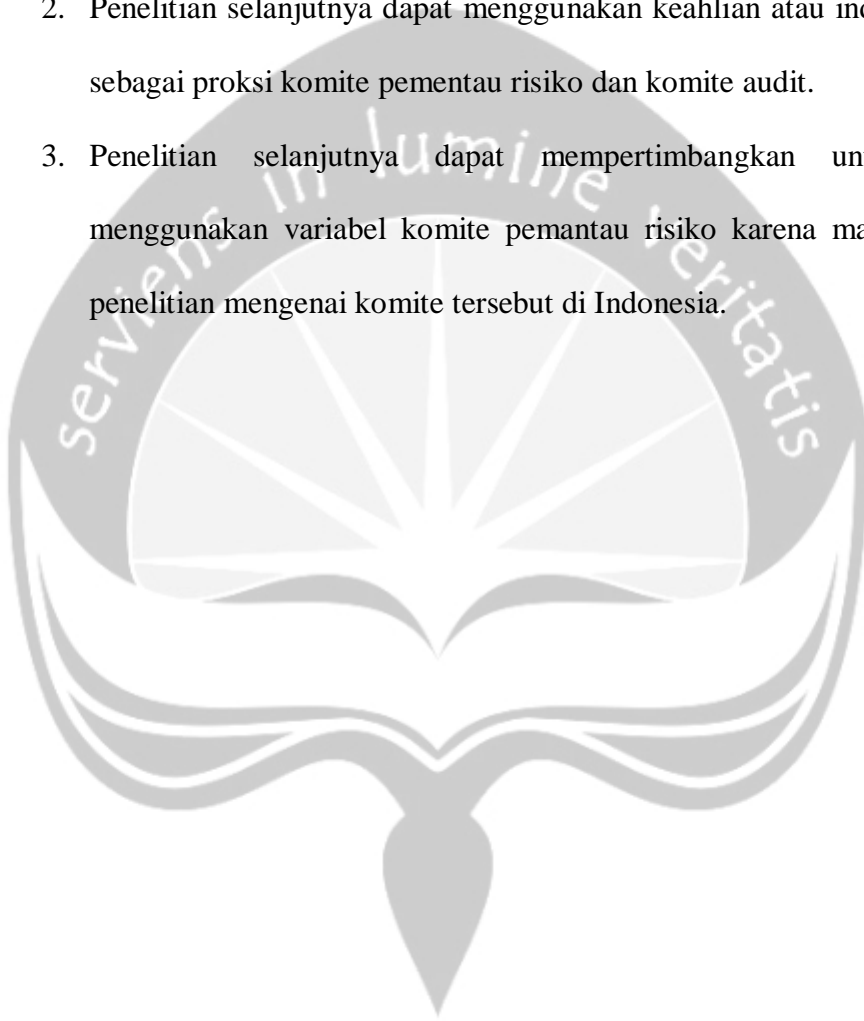 2. Penelitian selanjutnya dapat menggunakan keahlian atau
sebagai proksi komite pementau risiko dan komite audit.
3. Penelitian selanjutnya dapat mempertimbangkan
menggunakan variabel komite pemantau risiko karena
penelitian mengenai komite tersebut di Indonesia.
serviens in lumine veritatis